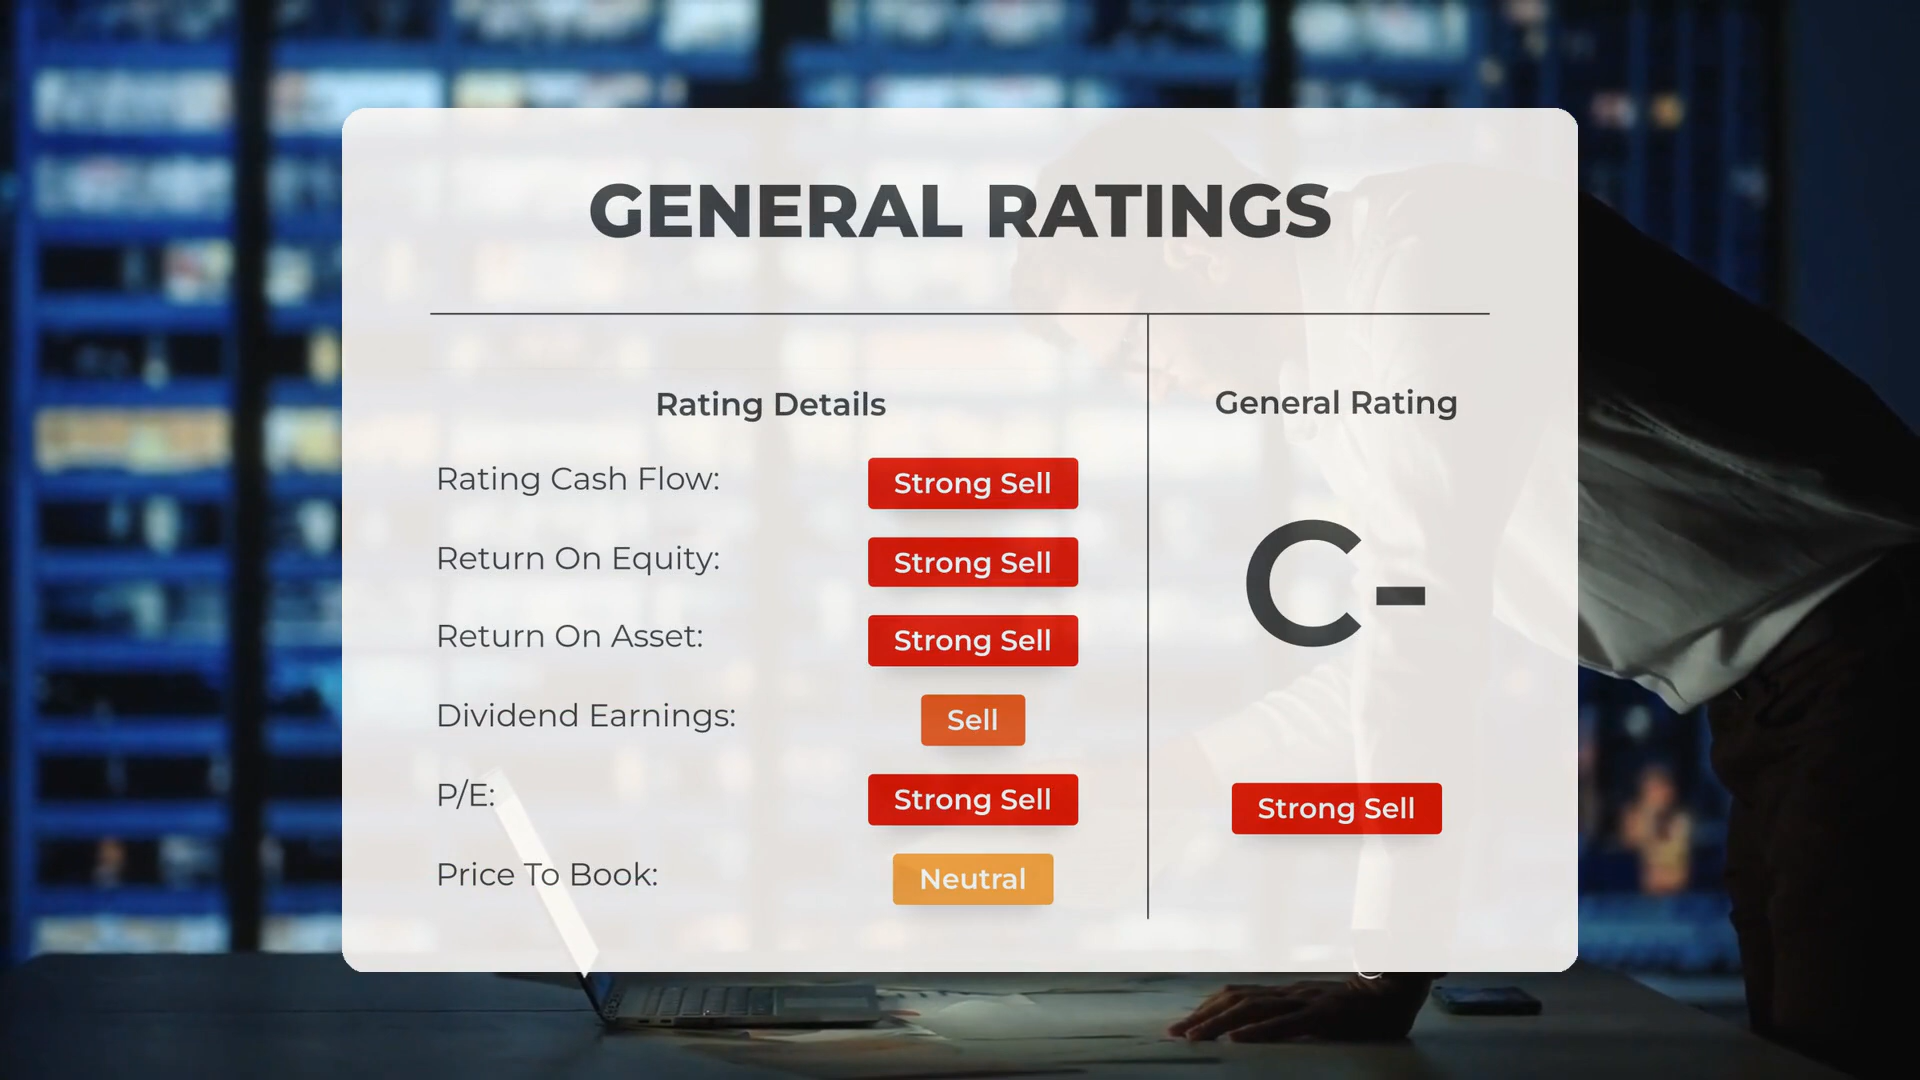 GENERAL RATINGS
Rating Details
Rating Cash Flow: Strong Sell
Return On Equity: Strong Sell
Return On Asset: Strong Sell
Dividend Earnings: Sell
P/E: Strong Sell
Price To Book: Neutral
General Rating
C-
Strong Sell